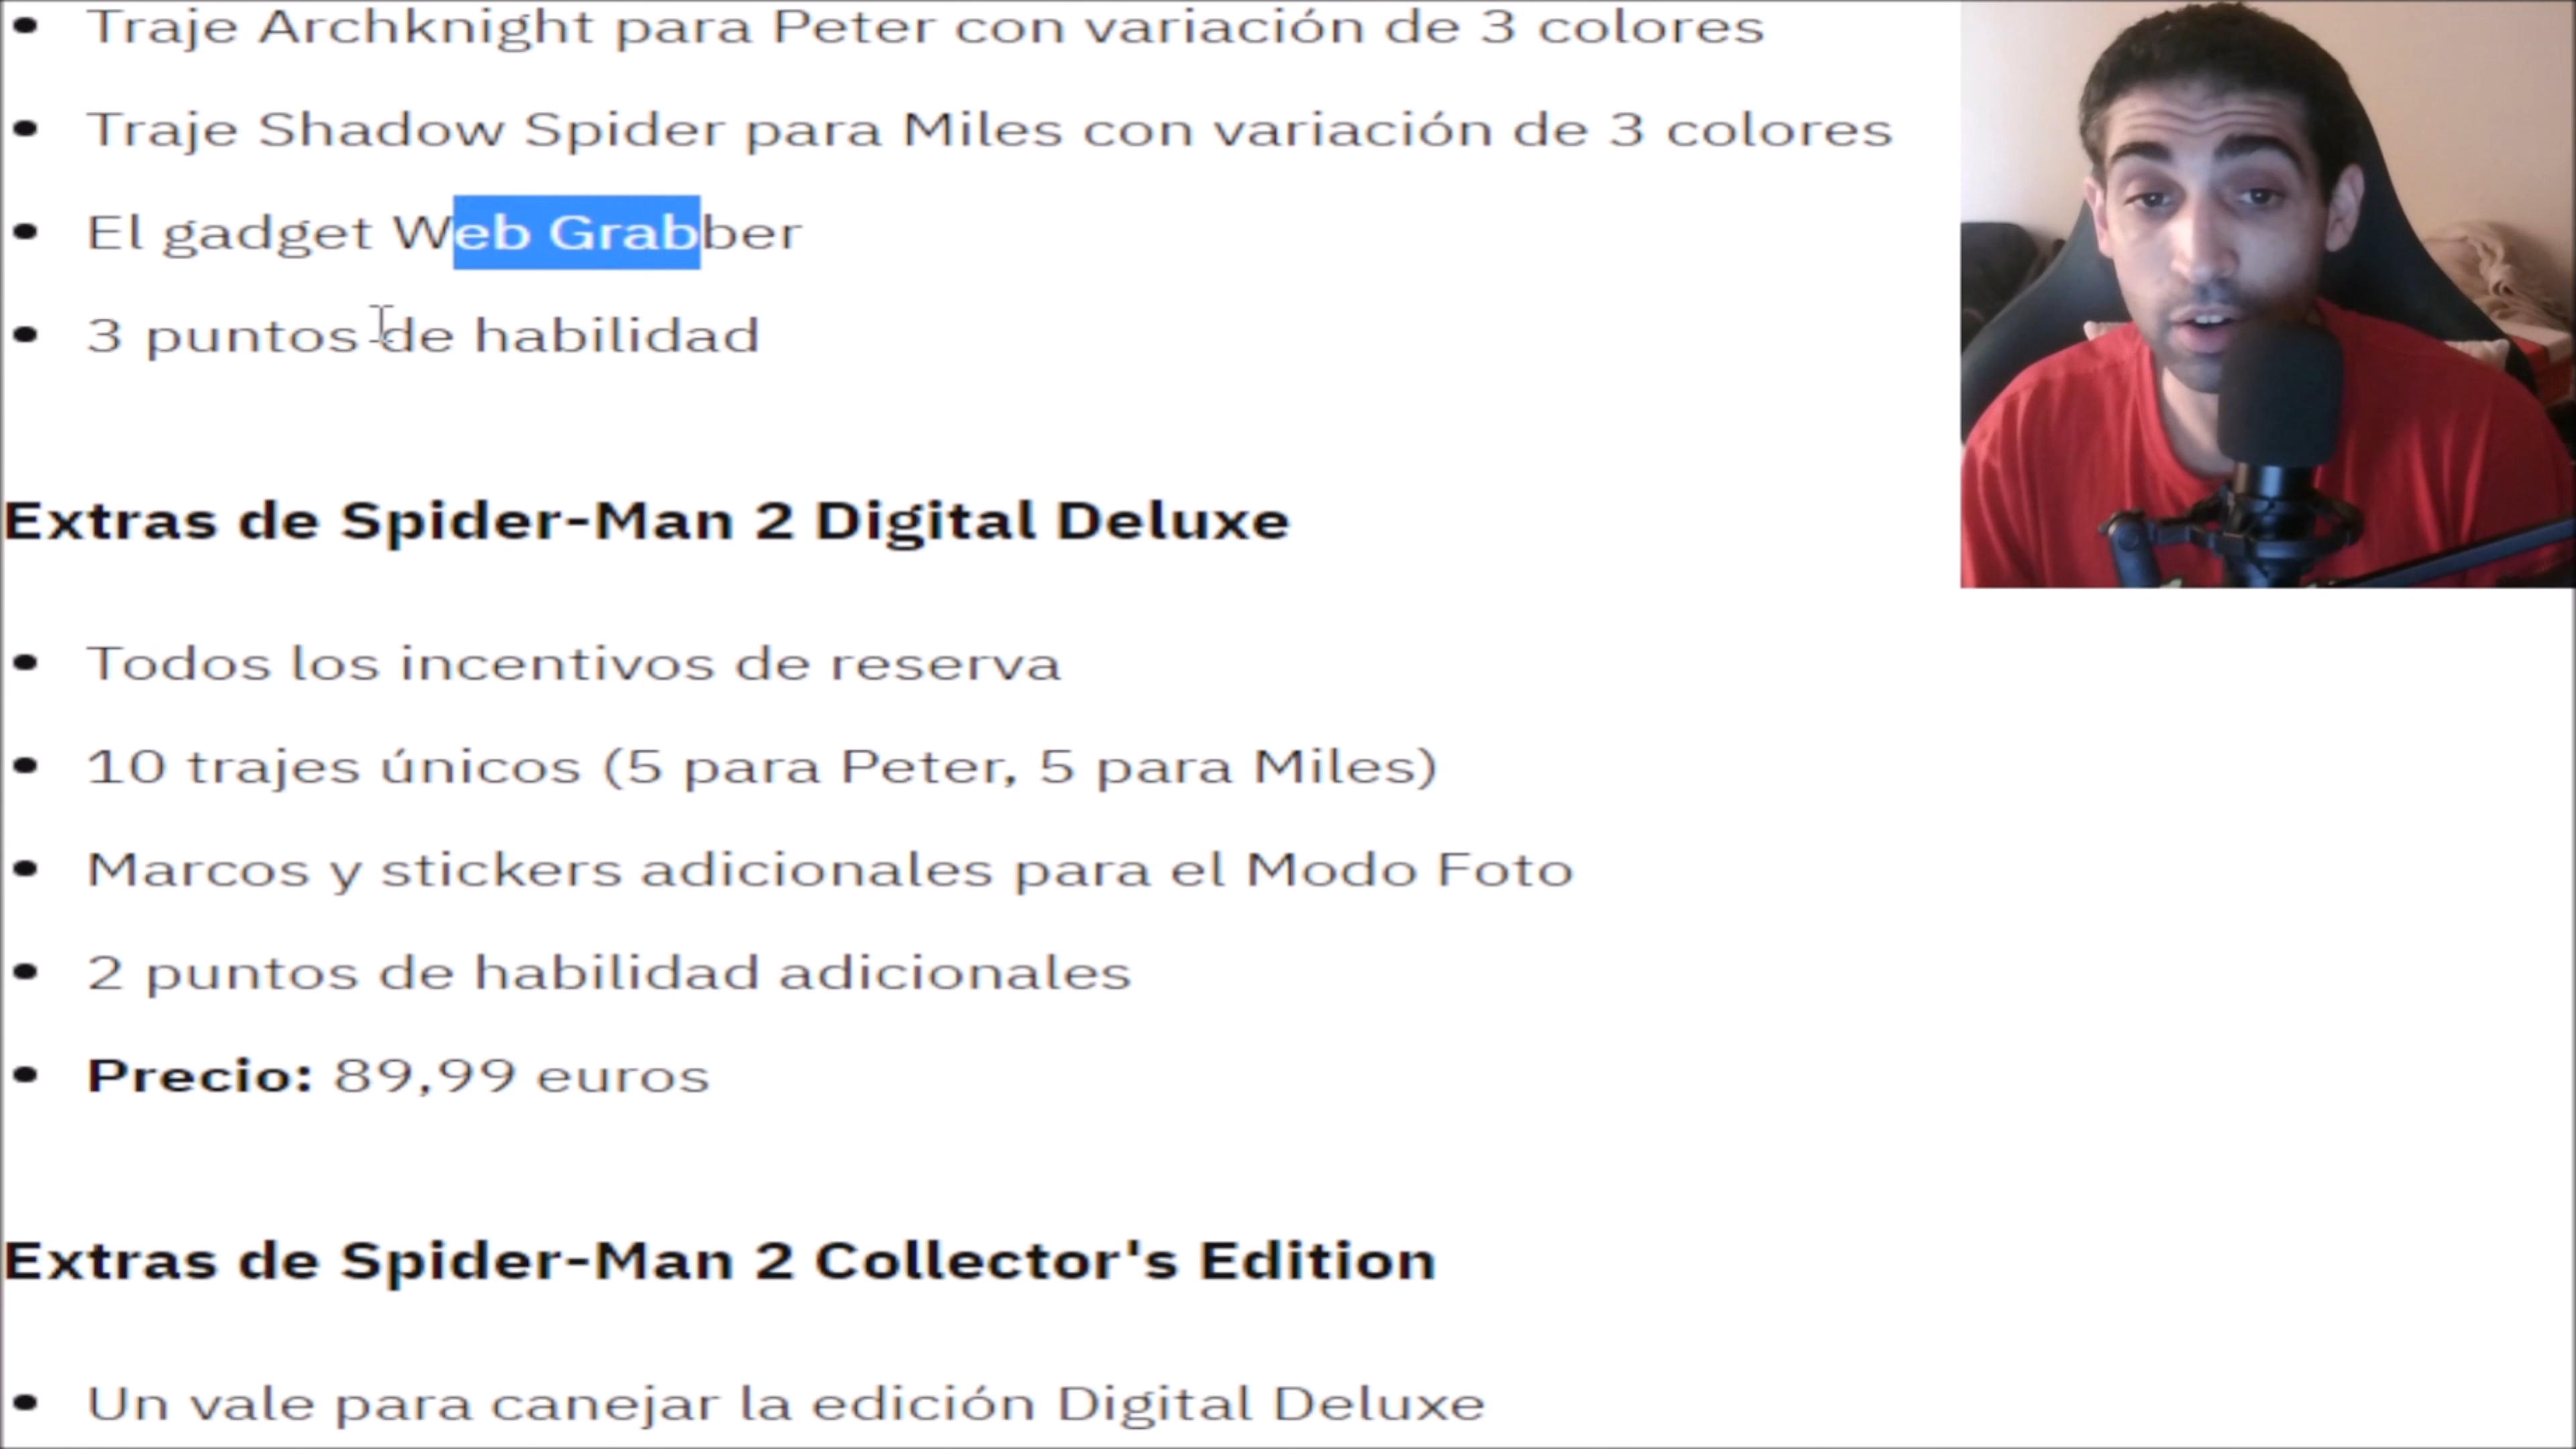 Traje Archknight para Peter con variación de 3 colores
Traje Shadow Spider para Miles con variación de 3 colores
El gadget Web Grabber
3 puntos de habilidad
Extras de Spider-Man 2 Digital Deluxe
Todos los incentivos de reserva
10 trajes únicos (5 para Peter, 5 para Miles)
Marcos y stickers adicionales para el Modo Foto
2 puntos de habilidad adicionales
Precio: 89,99 euros
Extras de Spider-Man 2 Collector's Edition
Un vale para canejar la edición Digital Deluxe